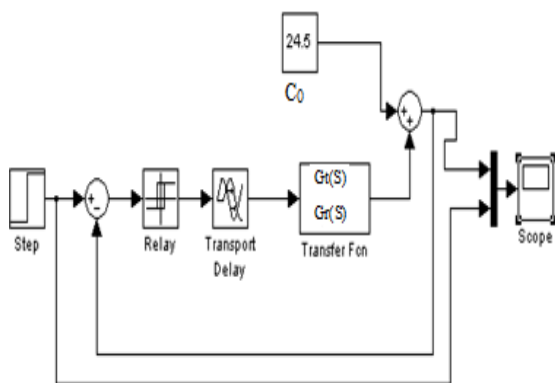 24.5
C0
Gt(S)
Gr(S)
Step
Relay
Transport
Delay
Transfer Fcn
Scope